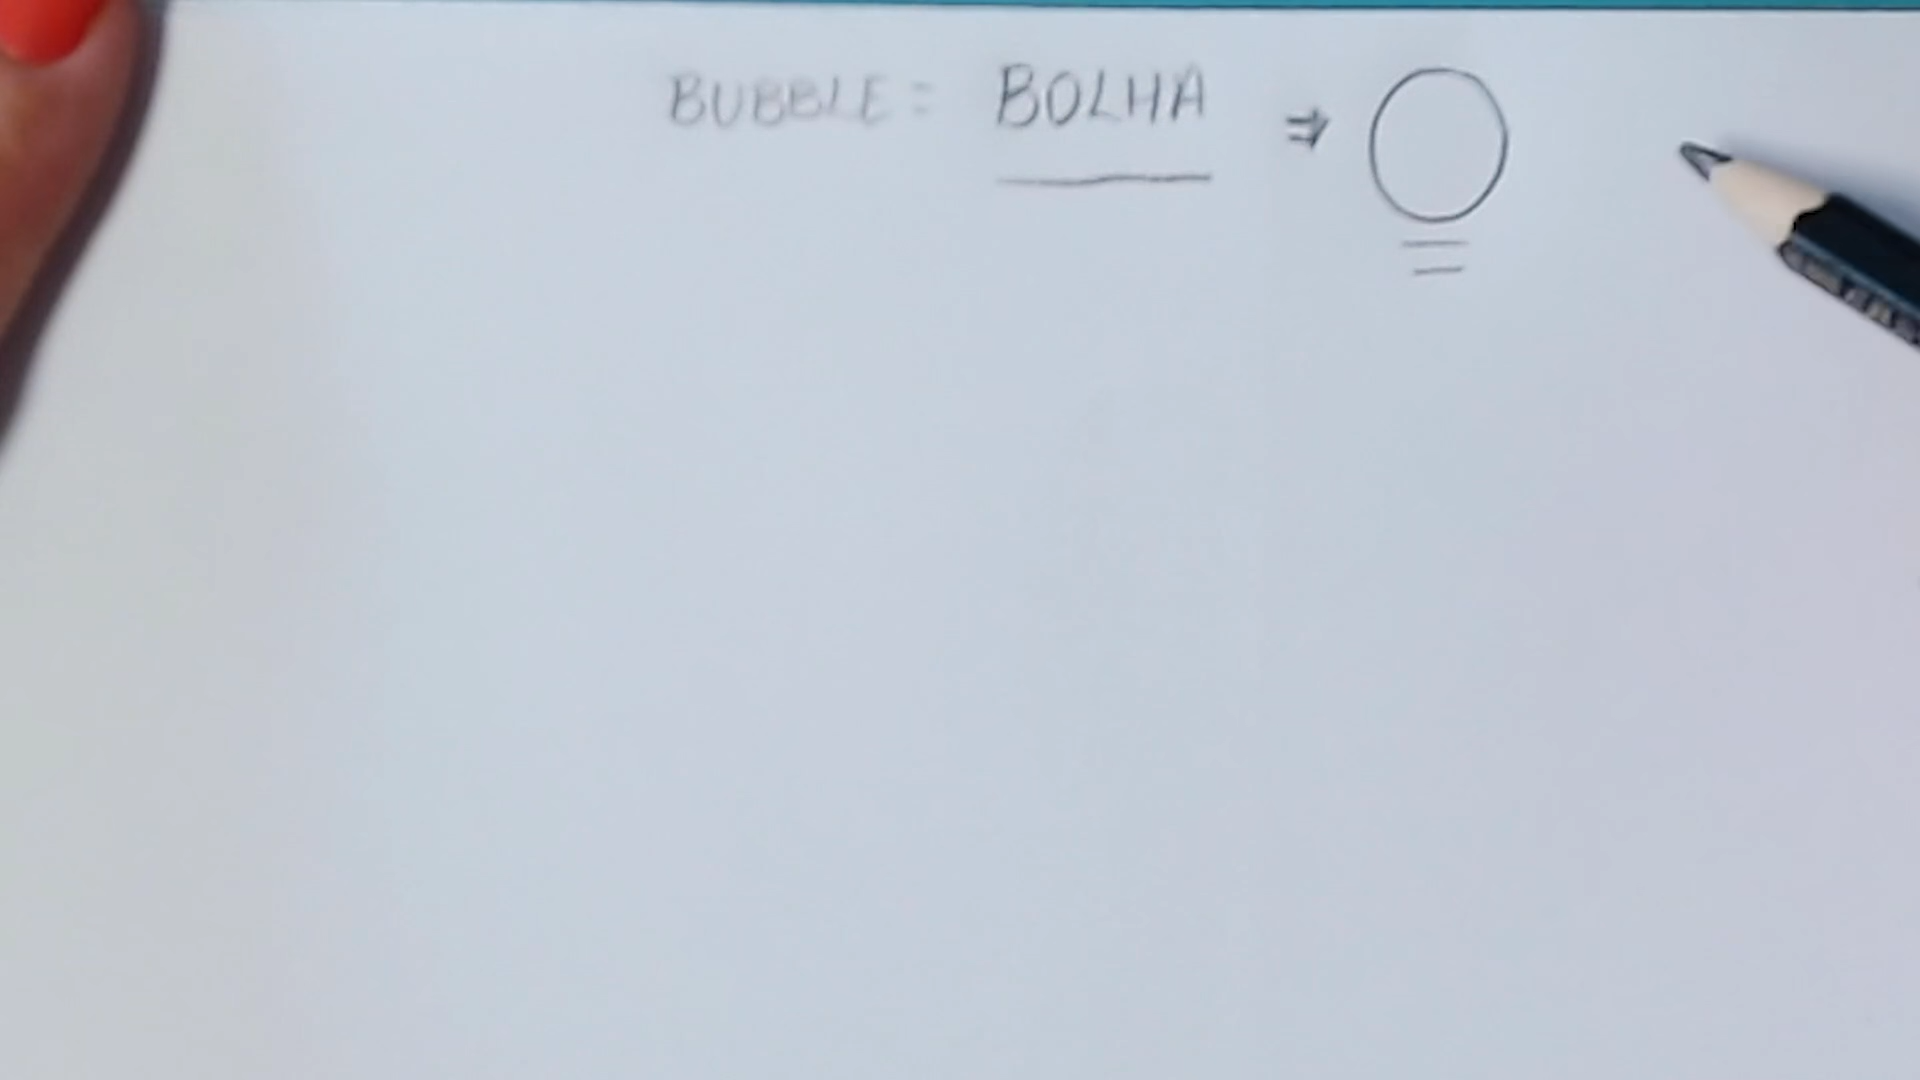 BUBBLE = BOLHA ⇒